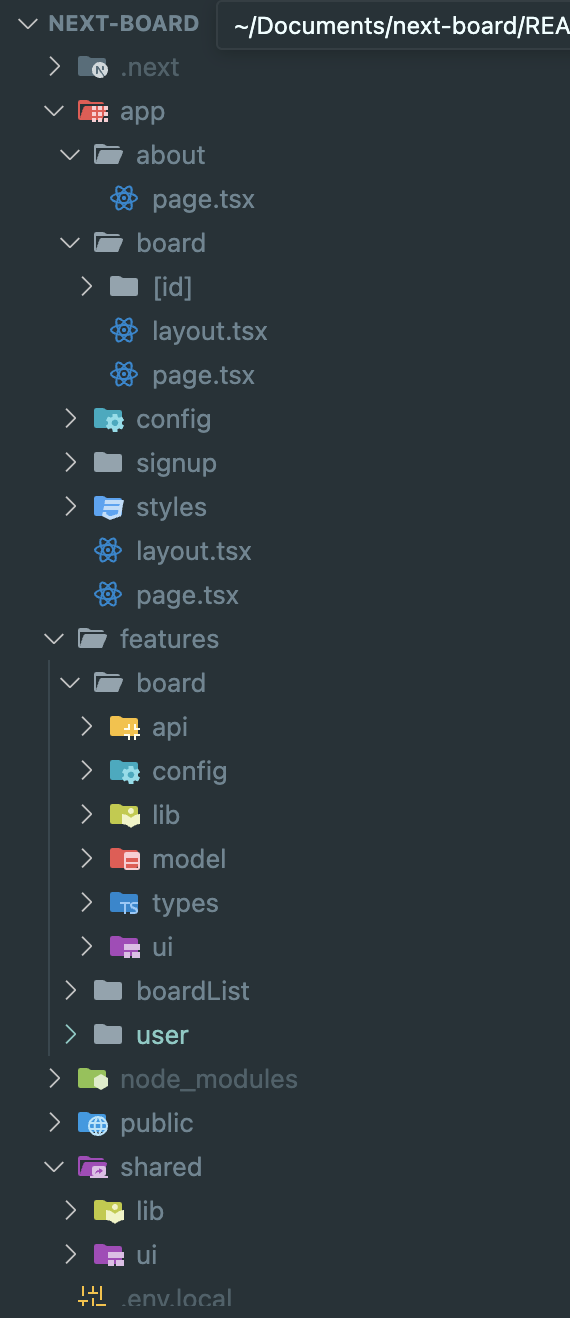 NEXT-BOARD
~/Documents/next-board/REA
.next
app
about
page.tsx
board
[id]
layout.tsx
page.tsx
config
signup
styles
layout.tsx
page.tsx
features
board
api
config
lib
model
TS
types
ui
boardList
user
node_modules
public
shared
lib
ui
.env.local